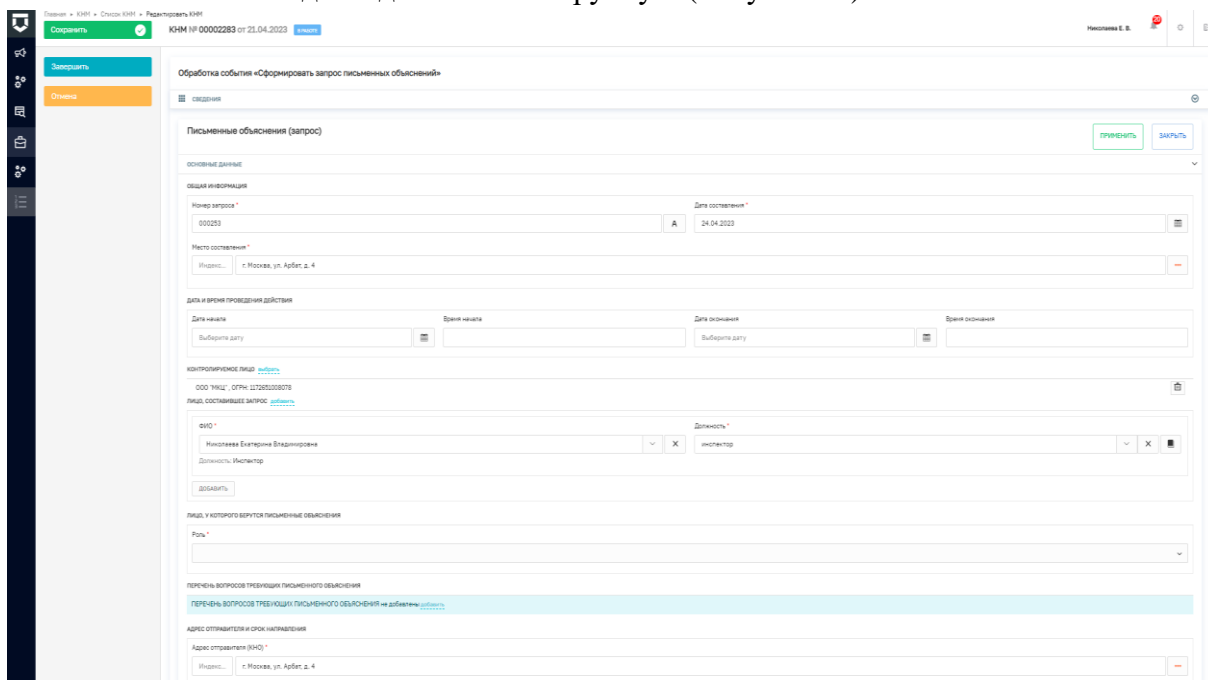 Главная • КНМ • Список КНМ • Редактировать КНМ
Сохранить
КНМ № 00002283 от 21.04.2023
Николаева Е. В.
20
Завершить
Отмена
Обработка события «Сформировать запрос письменных объяснений»
СВЕДЕНИЯ
Письменные объяснения (запрос)
ПРИМЕНИТЬ
ЗАКРЫТЬ
ОСНОВНЫЕ ДАННЫЕ
ОБЩАЯ ИНФОРМАЦИЯ
Номер запроса *
Дата составления *
000253
А
24.04.2023
Место составления *
Индекс...
г. Москва, ул. Арбат, д. 4
ДАТА И ВРЕМЯ ПРОВЕДЕНИЯ ДЕЙСТВИЯ
Дата начала
Время начала
Дата окончания
Время окончания
Выберите дату
Выберите дату
КОНТРОЛИРУЕМОЕ ЛИЦО выбрать
ООО "МКЦ" , ОГРН: 1172651008078
ЛИЦО, СОСТАВИВШЕЕ ЗАПРОС добавить
ФИО *
Должность *
Николаева Екатерина Владимировна
инспектор
Должность: Инспектор
ДОБАВИТЬ
ЛИЦО, У КОТОРОГО БЕРУТСЯ ПИСЬМЕННЫЕ ОБЪЯСНЕНИЯ
Роль *
ПЕРЕЧЕНЬ ВОПРОСОВ ТРЕБУЮЩИХ ПИСЬМЕННОГО ОБЪЯСНЕНИЯ
ПЕРЕЧЕНЬ ВОПРОСОВ ТРЕБУЮЩИХ ПИСЬМЕННОГО ОБЪЯСНЕНИЯ не добавлены добавить
АДРЕС ОТПРАВИТЕЛЯ И СРОК НАПРАВЛЕНИЯ
Адрес отправителя (КНО) *
Индекс...
г. Москва, ул. Арбат, д. 4